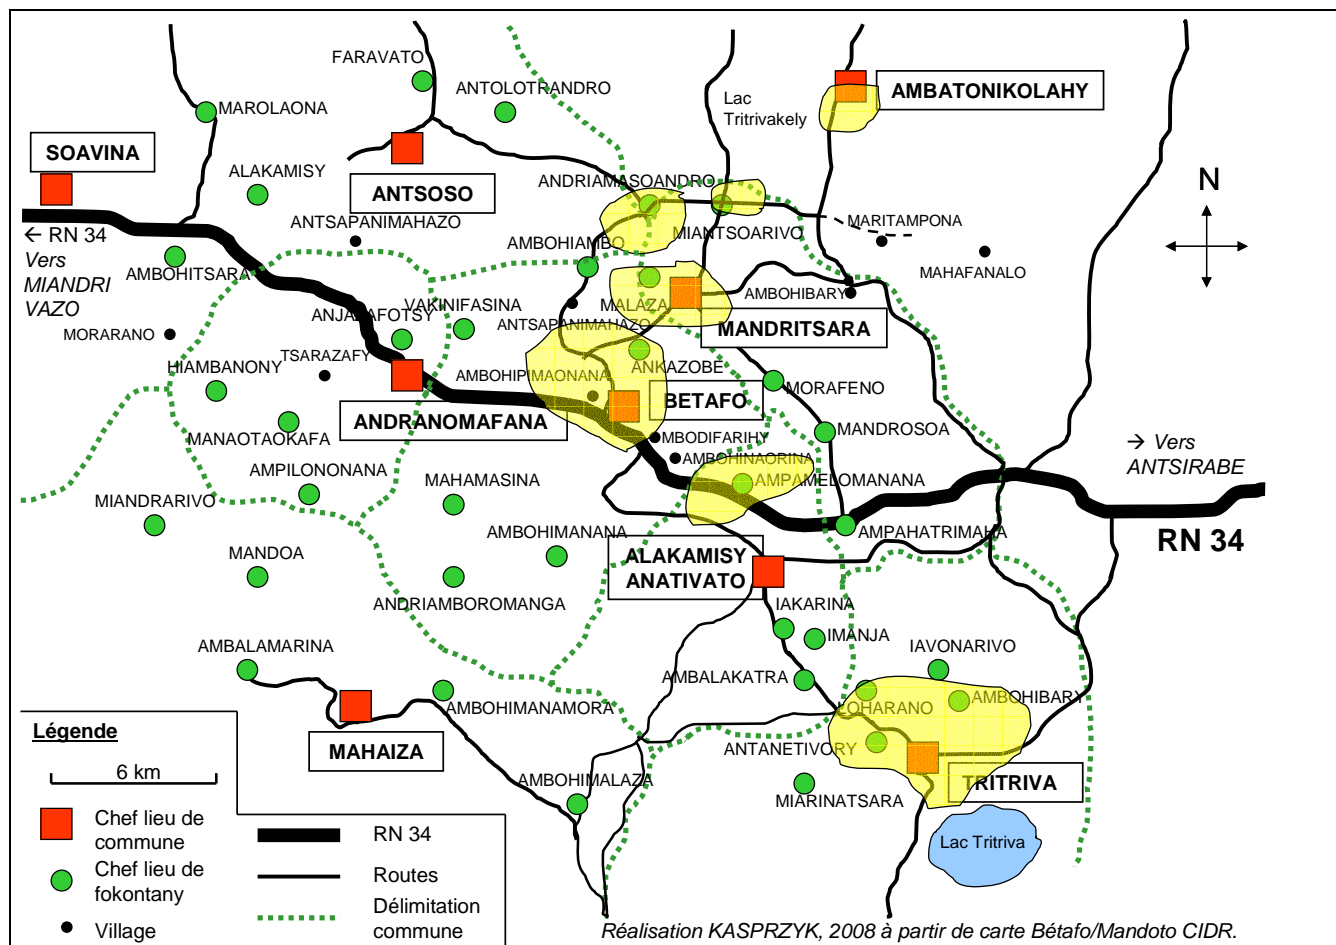 FARAVATO
ANTOLOTRANDRO
MAROLAONA
Lac
Tritrivakely
AMBATONIKOLAHY
SOAVINA
ALAKAMISY
ANTSOSO
ANDRIAMASOANDRO
N
ANTSAPANIMAHAZO
MIANTSOARIVO
MARITAMPONA
← RN 34
Vers
MIANDRI
VAZO
AMBOHITSARA
AMBOHIAMBO
MAHAFANALO
VAKINIFASINA
MALAZA
AMBOHIBARY
ANTSAPANIMAHAZO
MANDRITSARA
MORARANO
TSARAZAFY
HIAMBANONY
AMBOHIPIMAONANA
ANKAZOBE
MORAFENO
BETAFO
ANDRANOMAFANA
MANAOTAOKAFA
MBODIFARIHY
MANDROSOA
AMBOHINAORINA
→ Vers
ANTSIRABE
AMPILONONANA
MAHAMASINA
AMPAMELOMANANA
MIANDRARIVO
AMBOHIMANANA
AMPAHATRIMAHA
RN 34
MANDOA
ALAKAMISY
ANATIVATO
ANDRIAMBOROMANGA
IAKARINA
IMANJA
IAVONARIVO
AMBALAMARINA
AMBALAKATRA
AMBOHIMANAMORA
LOHARANO
AMBOHIBARY
MAHAIZA
ANTANETIVORY
AMBOHIMALAZA
MIARINATSARA
TRITRIVA
Lac Tritriva
Légende
6 km
Chef lieu de
commune
Chef lieu de
fokontany
Village
RN 34
Routes
Délimitation
commune
Réalisation KASPRZYK, 2008 à partir de carte Bétafo/Mandoto CIDR.